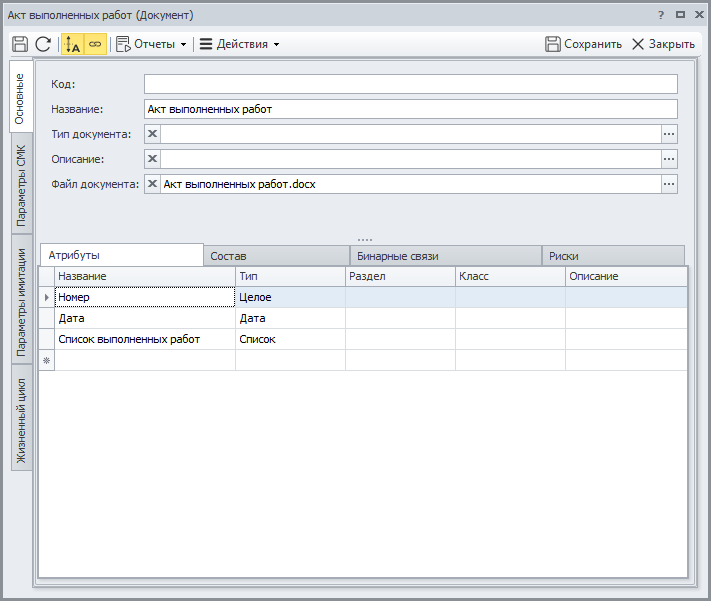 Акт выполненных работ (Документ)
Отчеты Действия Сохранить Закрыть
Основные
Параметры СМК
Параметры имитации
Жизненный цикл
Код:
Название: Акт выполненных работ
Тип документа:
Описание:
Файл документа: Акт выполненных работ.docx
Атрибуты Состав Бинарные связи Риски
Название Тип Раздел Класс Описание
Номер Целое
Дата Дата
Список выполненных работ Список